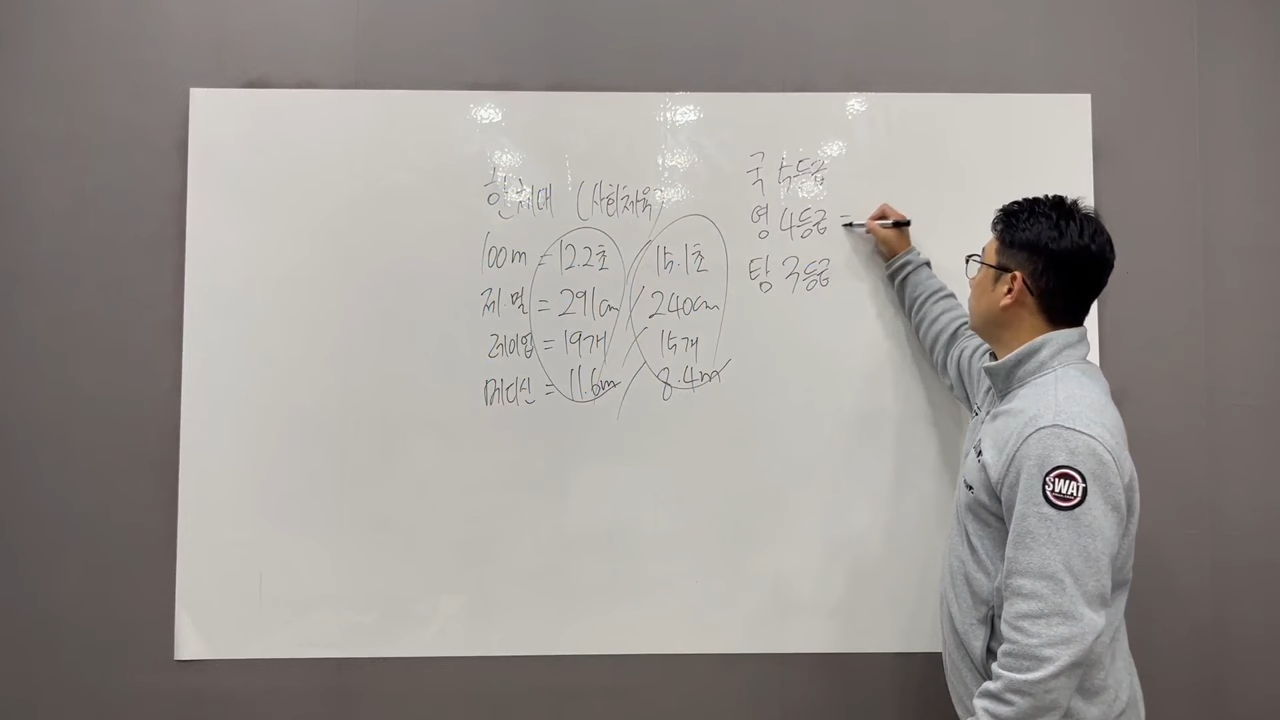 한체대 (사회체육)
100m = 12.2초 15.1초
제.멀 = 291cm 240cm
레이업 = 19개 15개
메디신 = 11.6m 8.4m
국 5등급
영 4등급 =
탐 3등급
SWAT